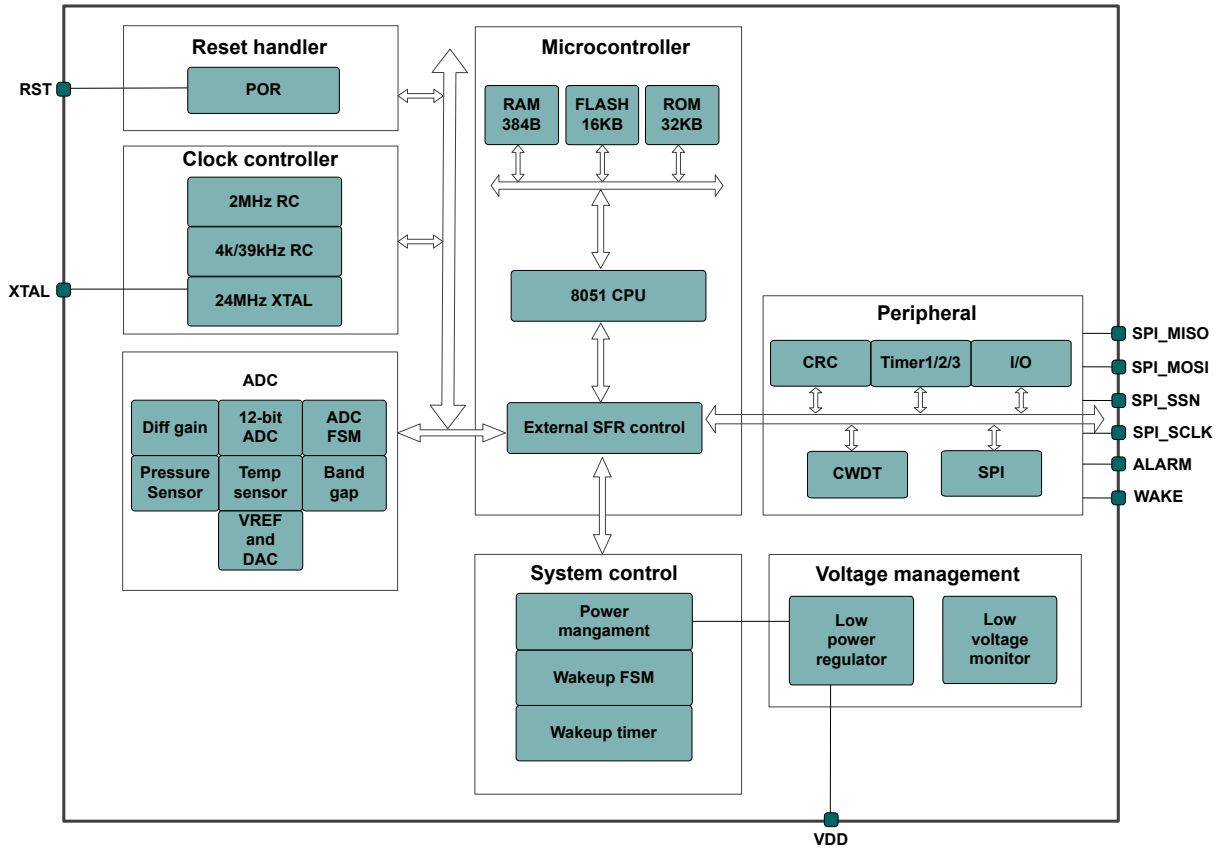 Reset handler
POR
RST
Clock controller
2MHz RC
4k/39kHz RC
24MHz XTAL
XTAL
ADC
Diff gain
12-bit
ADC
ADC
FSM
Pressure
Sensor
Temp
sensor
Band
gap
VREF
and
DAC
Microcontroller
RAM
384B
FLASH
16KB
ROM
32KB
8051 CPU
External SFR control
Peripheral
CRC
Timer1/2/3
I/O
CWDT
SPI
SPI_MISO
SPI_MOSI
SPI_SSN
SPI_SCLK
ALARM
WAKE
System control
Power
mangament
Wakeup FSM
Wakeup timer
Voltage management
Low
power
regulator
Low
voltage
monitor
VDD